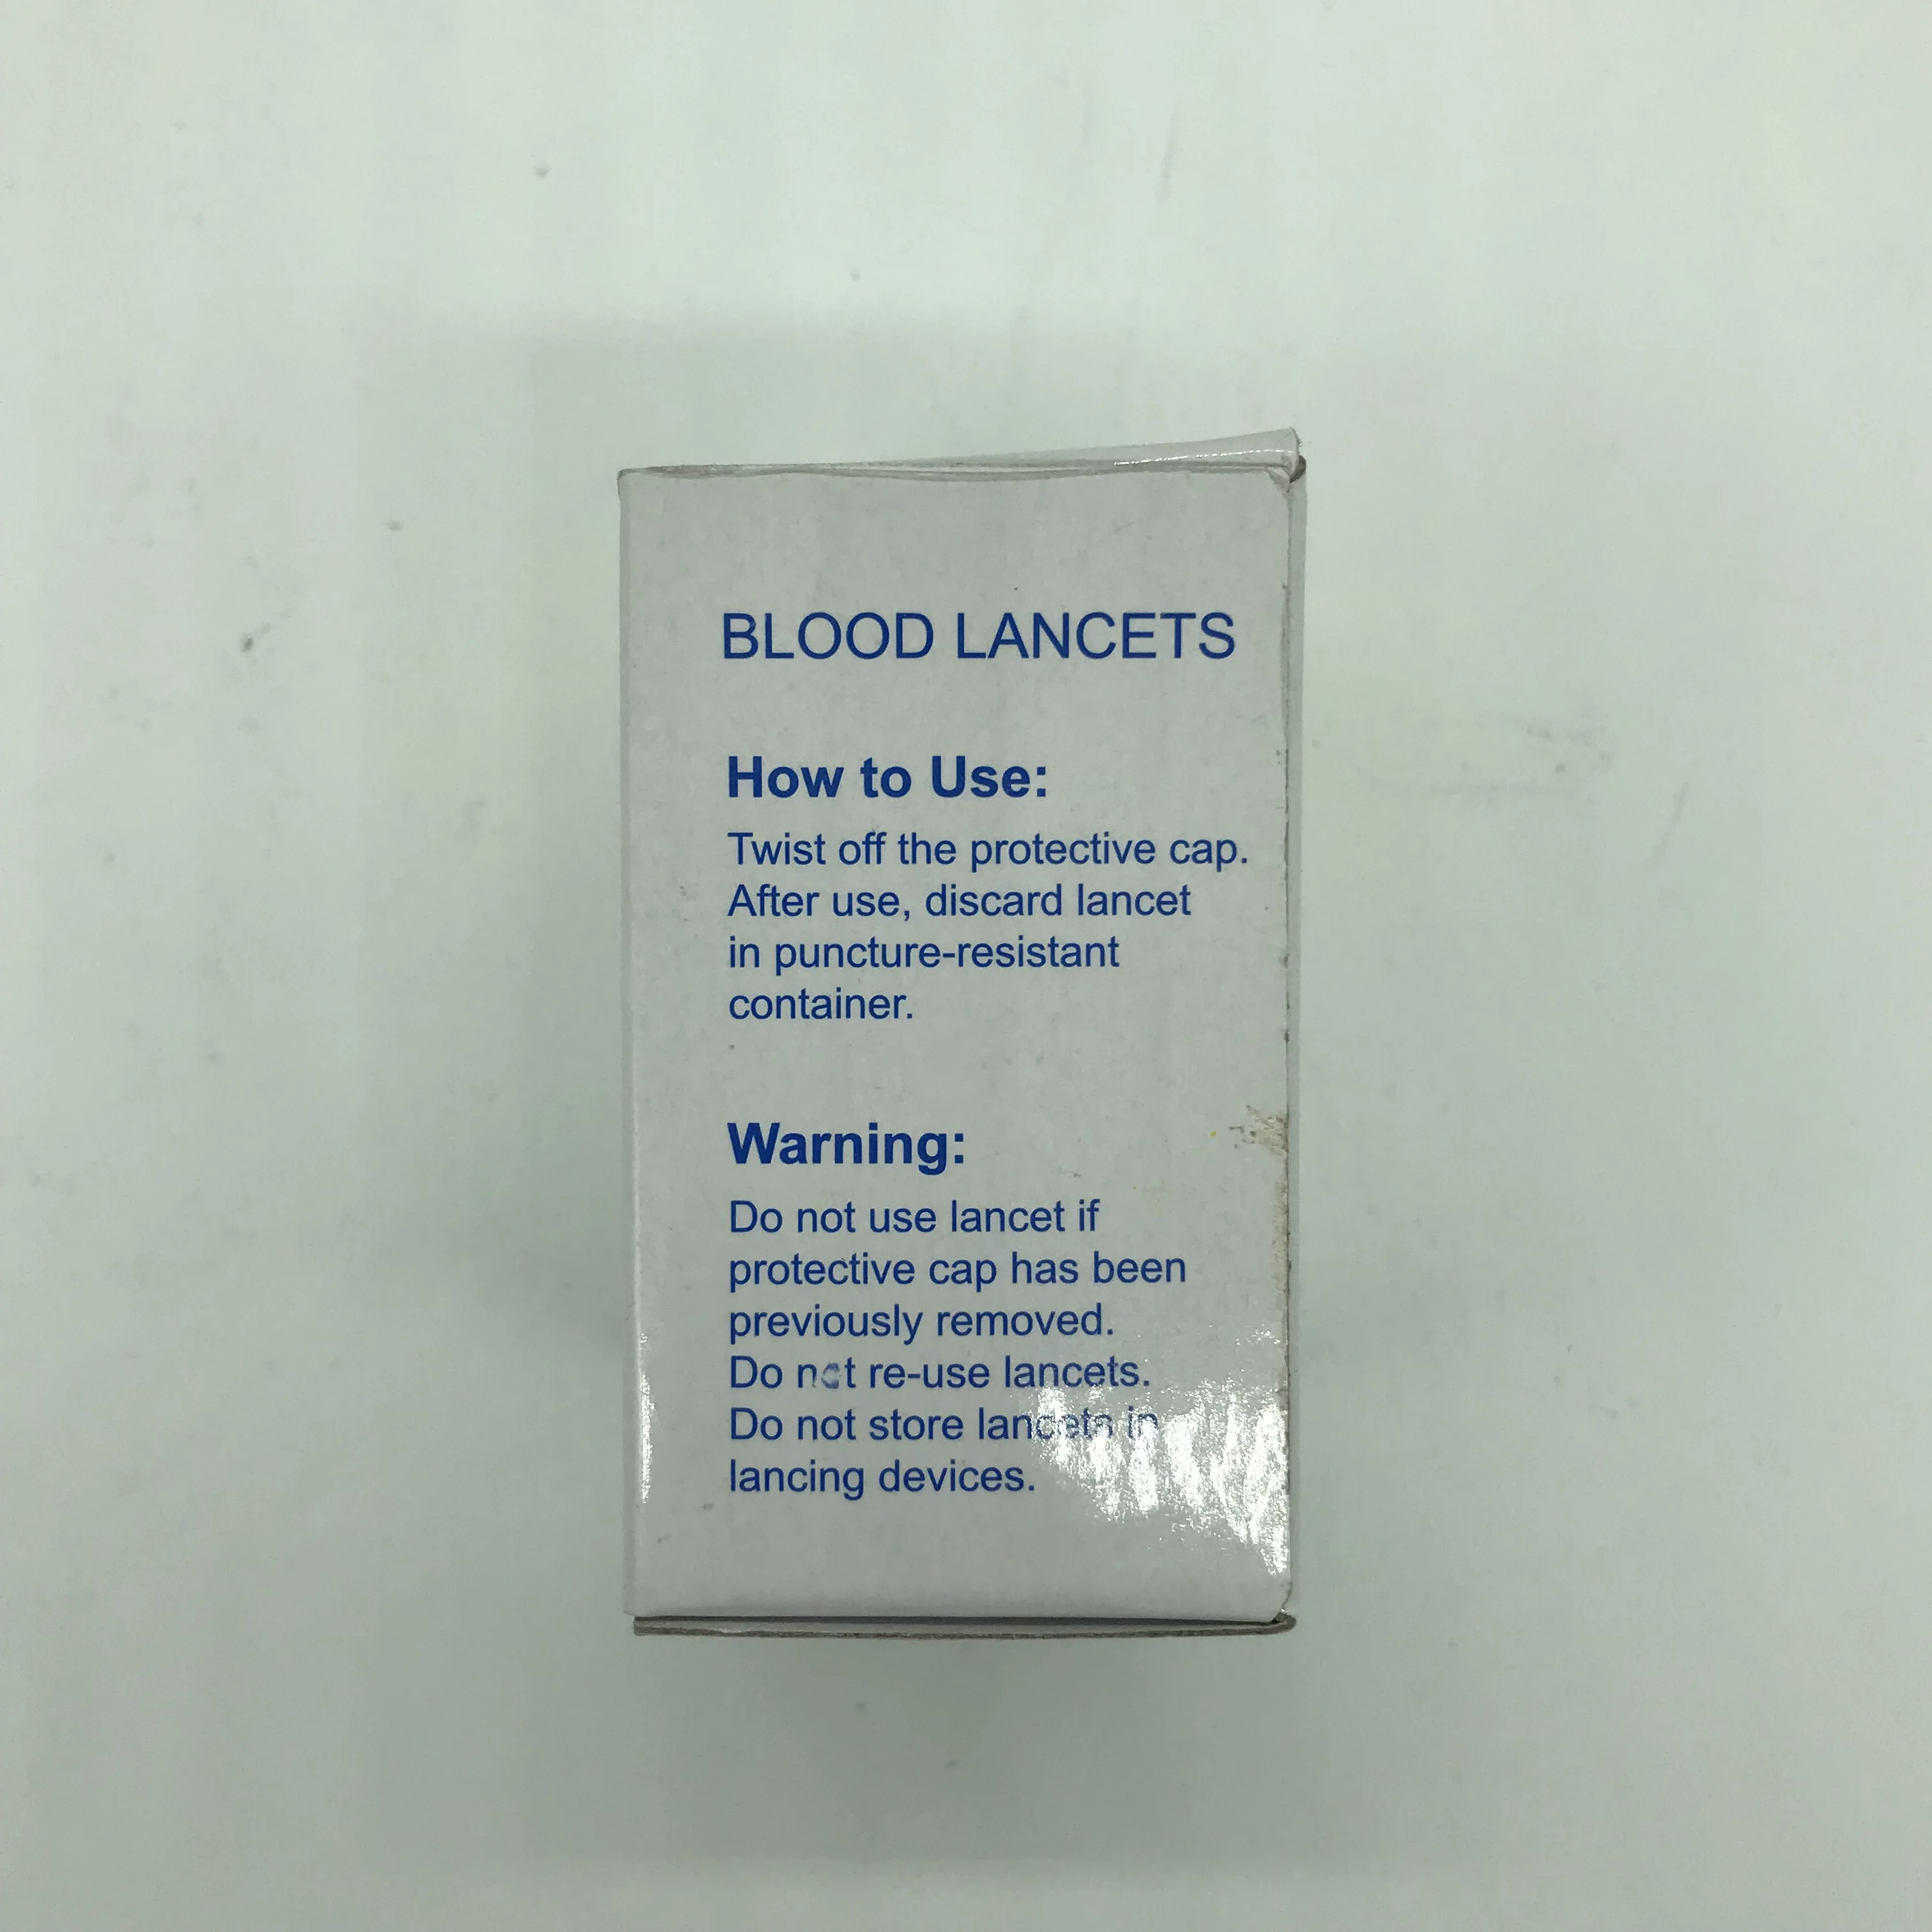 BLOOD LANCETS
How to Use:
Twist off the protective cap.
After use, discard lancet
in puncture-resistant
container.
Warning:
Do not use lancet if
protective cap has been
previously removed.
Do not re-use lancets.
Do not store lancets in
lancing devices.